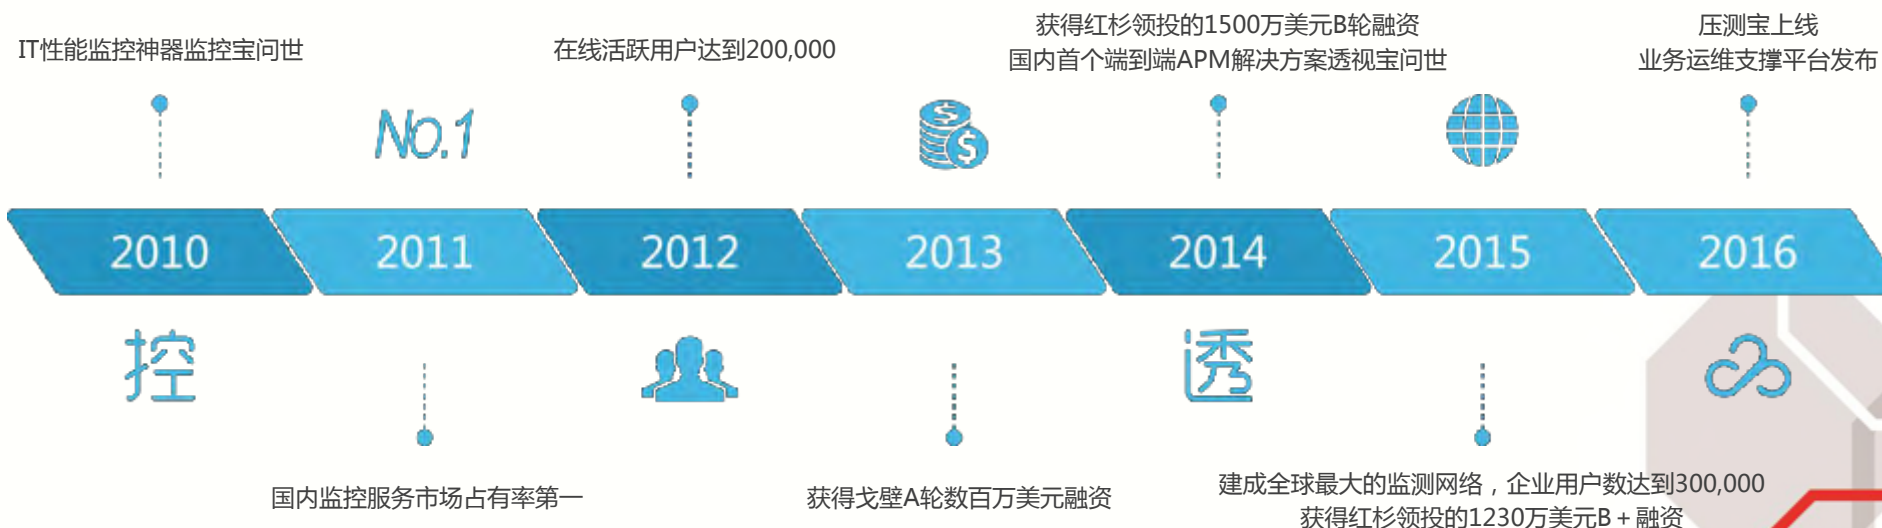 IT性能监控神器监控宝问世
在线活跃用户达到200,000
获得红杉领投的1500万美元B轮融资
国内首个端到端APM解决方案透视宝问世
压测宝上线
业务运维支撑平台发布
No.1
2010
2011
2012
2013
2014
2015
2016
控
透
国内监控服务市场占有率第一
获得戈壁A轮数百万美元融资
建成全球最大的监测网络，企业用户数达到300,000
获得红杉领投的1230万美元B+融资